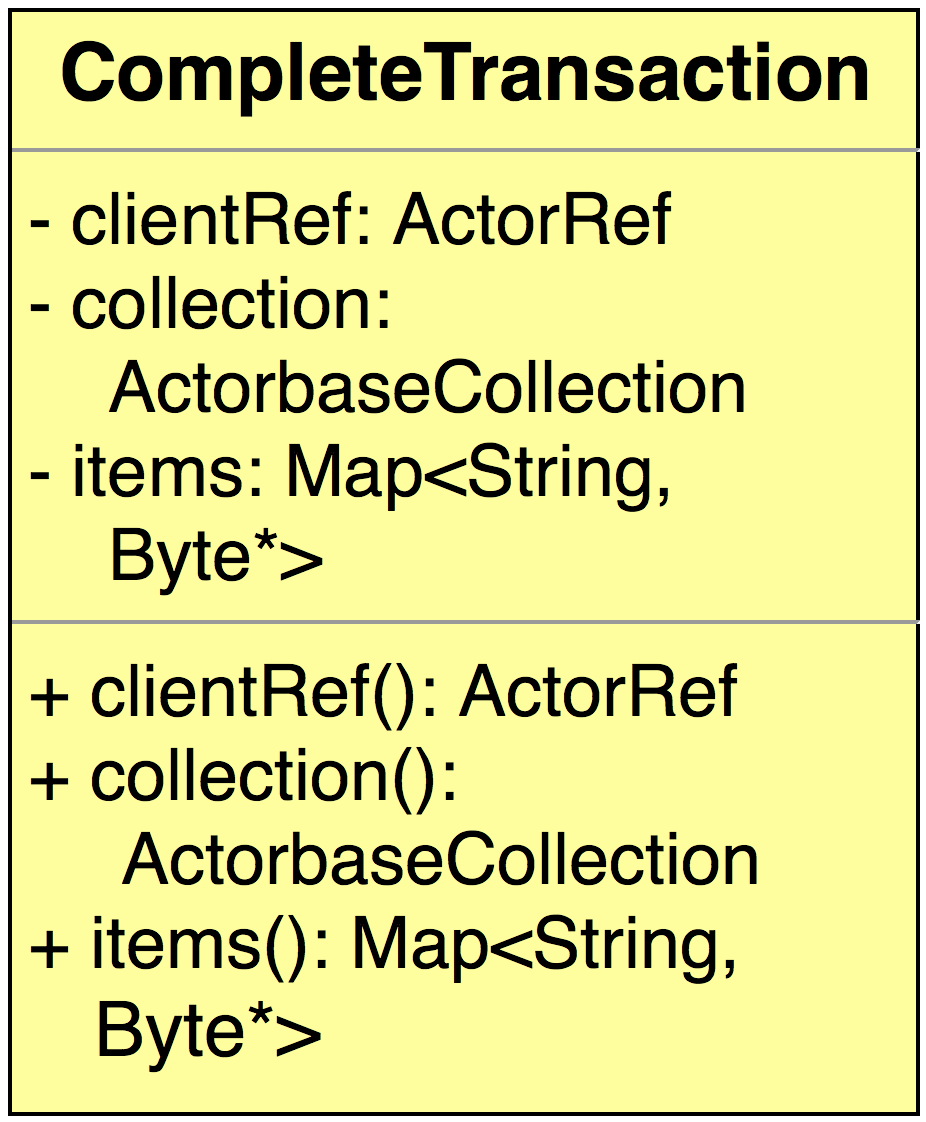 CompleteTransaction
- clientRef: ActorRef
- collection:
ActorbaseCollection
- items: Map<String,
Byte*>
+ clientRef(): ActorRef
+ collection():
ActorbaseCollection
+ items(): Map<String,
Byte*>